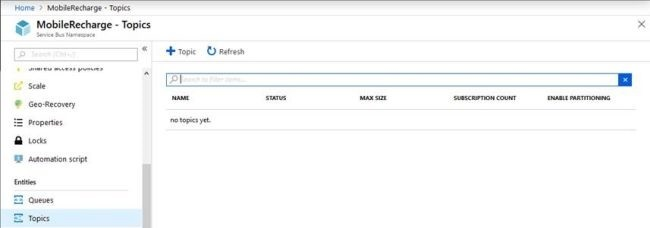 Home > MobileRecharge - Topics
MobileRecharge - Topics
Service Bus Namespace
Search (Ctrl+/)
Shared access policies
Scale
Geo-Recovery
Properties
Locks
Automation script
Entities
Queues
Topics
+ Topic Refresh
Search to filter items...
NAME STATUS MAX SIZE SUBSCRIPTION COUNT ENABLE PARTITIONING
no topics yet.